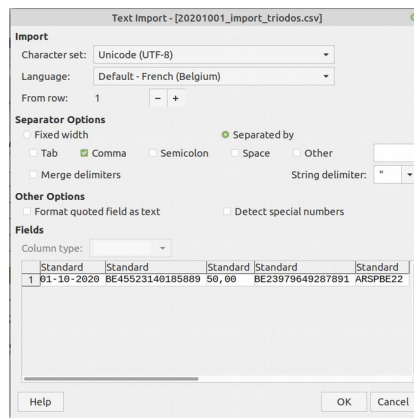 Text Import - [20201001_import_triodos.csv]
Import
Character set: Unicode (UTF-8)
Language: Default - French (Belgium)
From row: 1 − +
Separator Options
Fixed width Separated by
Tab Comma Semicolon Space Other
Merge delimiters String delimiter: "
Other Options
Format quoted field as text Detect special numbers
Fields
Column type:
Standard Standard Standard Standard Standard
1 01-10-2020 BE45523140185889 50,00 BE23979649287891 ARSPBE22
Help OK Cancel